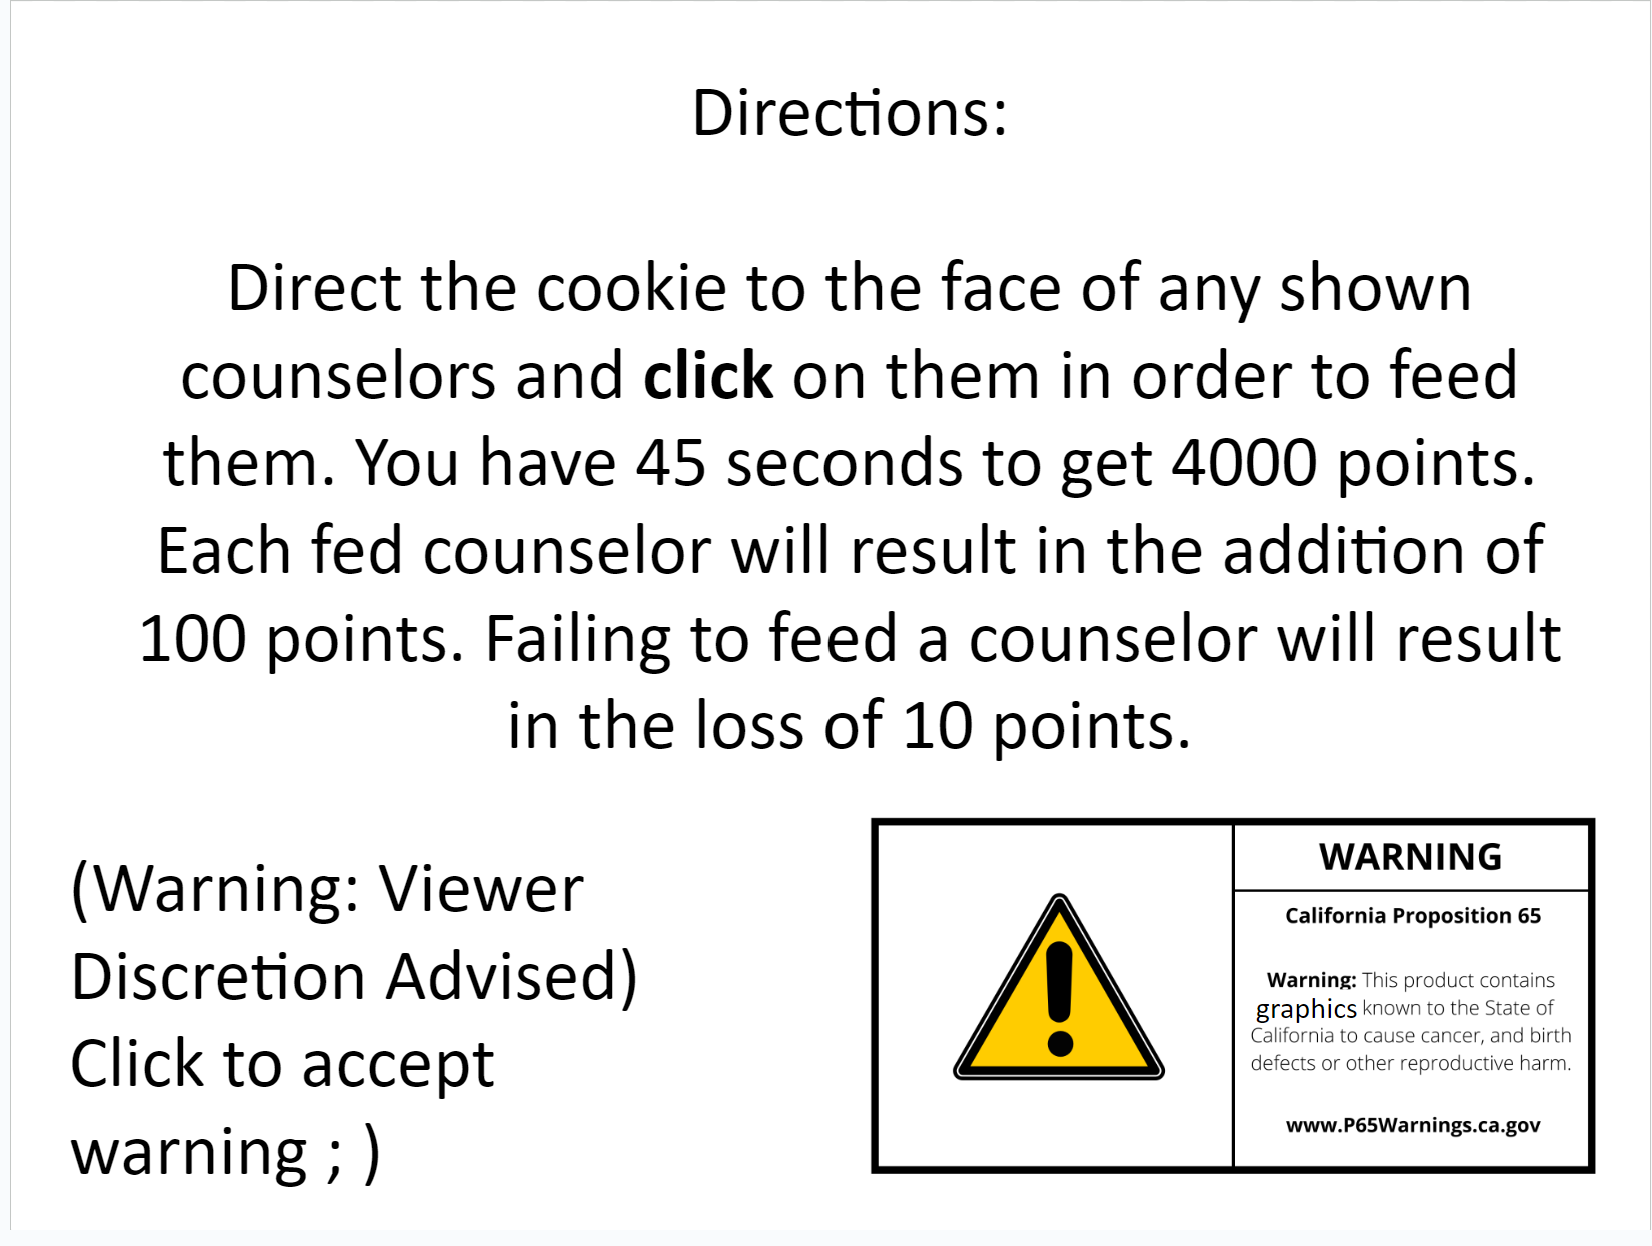 Directions:
Direct the cookie to the face of any shown
counselors and click on them in order to feed
them. You have 45 seconds to get 4000 points.
Each fed counselor will result in the addition of
100 points. Failing to feed a counselor will result
in the loss of 10 points.
(Warning: Viewer
Discretion Advised)
Click to accept
warning ; )
WARNING
California Proposition 65
Warning: This product contains
graphics known to the State of
California to cause cancer, and birth
defects or other reproductive harm.
www.P65Warnings.ca.gov